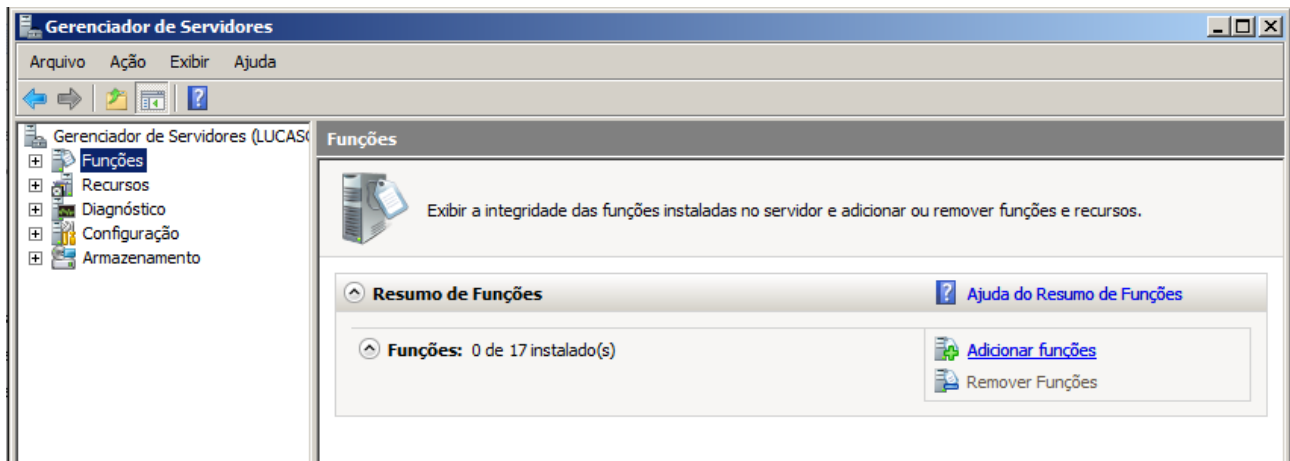 Gerenciador de Servidores
Arquivo Ação Exibir Ajuda
Gerenciador de Servidores (LUCAS
Funções
Recursos
Diagnóstico
Configuração
Armazenamento
Funções
Exibir a integridade das funções instaladas no servidor e adicionar ou remover funções e recursos.
Resumo de Funções
Ajuda do Resumo de Funções
Funções: 0 de 17 instalado(s)
Adicionar funções
Remover Funções